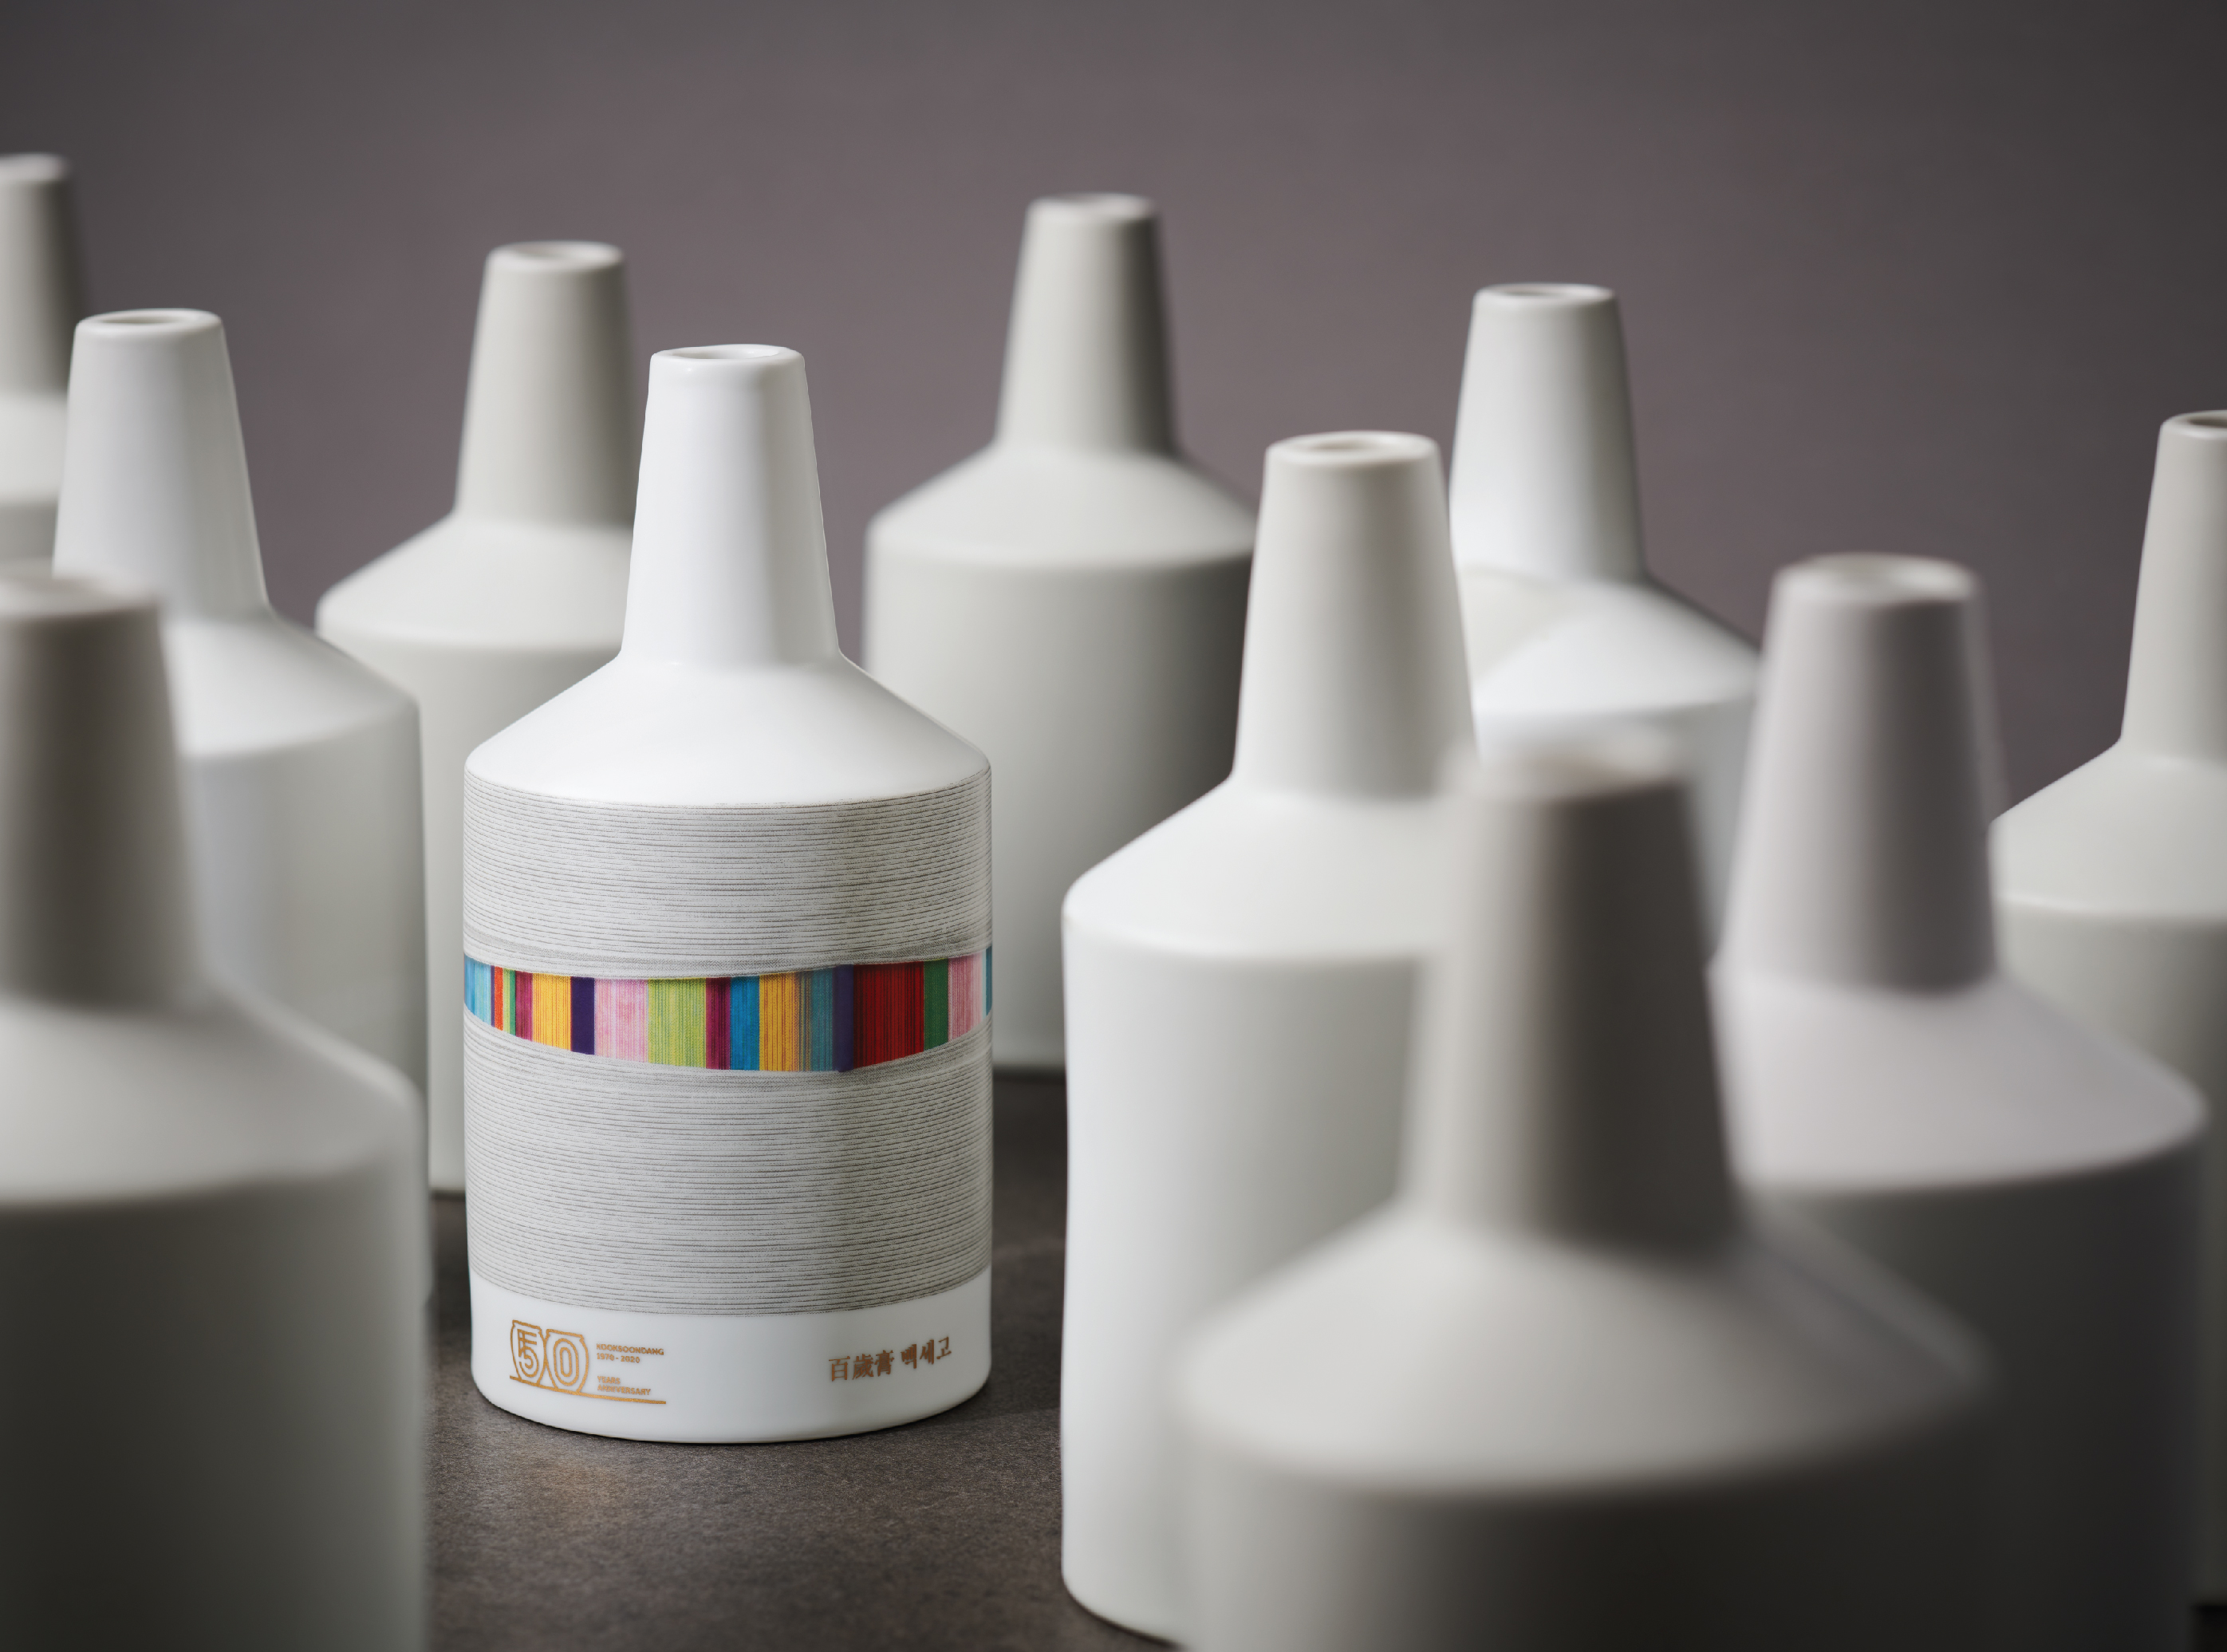 50
KOOKSOONDANG
1970 - 2020
YEARS
ANNIVERSARY
百歲膏 백세고